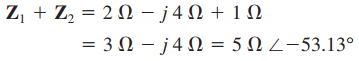 Z₁ + Z₂ = 2 Ω − j 4 Ω + 1 Ω
= 3 Ω − j 4 Ω = 5 Ω ∠−53.13°